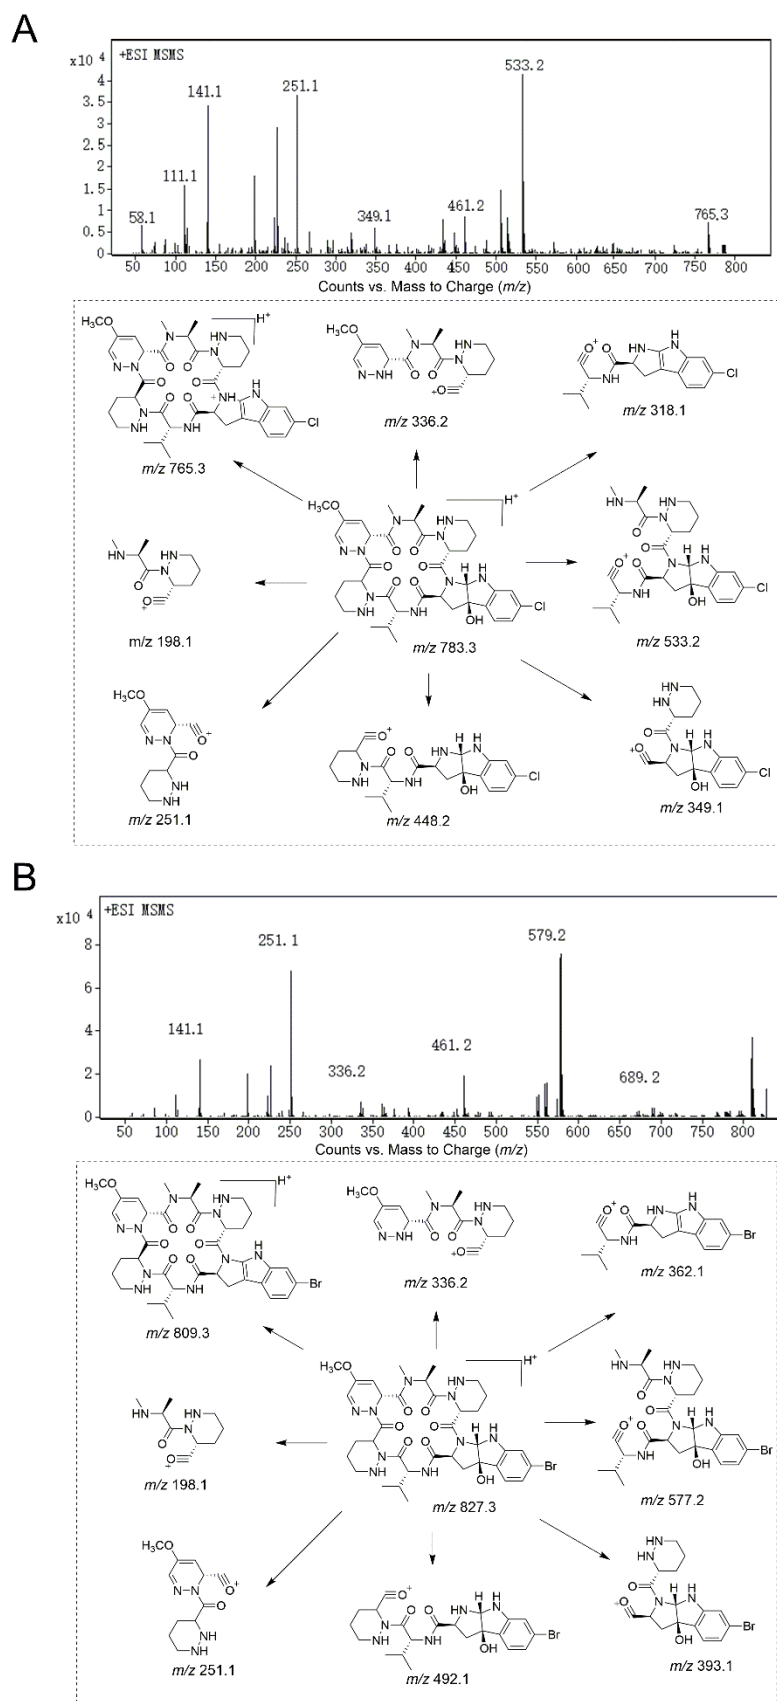 A
+ESI MSMS
x10 4
4
3.5
3
2.5
2
1.5
1
0.5
0
58.1
111.1
141.1
251.1
349.1
461.2
533.2
765.3
50 100 150 200 250 300 350 400 450 500 550 600 650 700 750 800
Counts vs. Mass to Charge (m/z)
H₃CO
H⁺
m/z 765.3
m/z 336.2
m/z 318.1
m/z 198.1
m/z 783.3
m/z 533.2
m/z 251.1
m/z 448.2
m/z 349.1
B
+ESI MSMS
x10 4
8
6
4
2
0
141.1
251.1
336.2
461.2
579.2
689.2
50 100 150 200 250 300 350 400 450 500 550 600 650 700 750 800
Counts vs. Mass to Charge (m/z)
H₃CO
H⁺
m/z 809.3
m/z 336.2
m/z 362.1
m/z 198.1
m/z 827.3
m/z 577.2
m/z 251.1
m/z 492.1
m/z 393.1